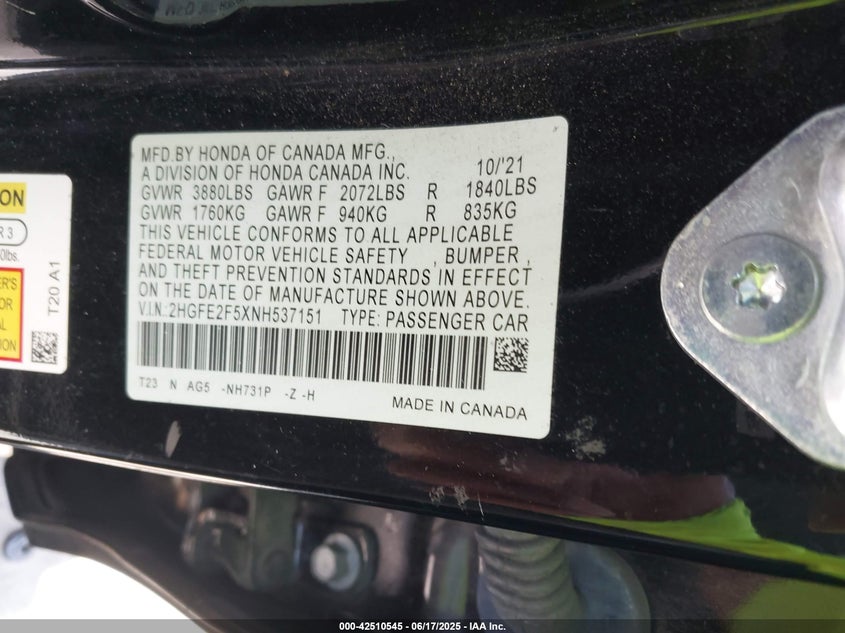 MFD.BY HONDA OF CANADA MFG.,
A DIVISION OF HONDA CANADA INC. 10/'21
GVWR 3880LBS GAWR F 2072LBS R 1840LBS
GVWR 1760KG GAWR F 940KG R 835KG
THIS VEHICLE CONFORMS TO ALL APPLICABLE
FEDERAL MOTOR VEHICLE SAFETY , BUMPER ,
AND THEFT PREVENTION STANDARDS IN EFFECT
ON THE DATE OF MANUFACTURE SHOWN ABOVE.
V.I.N.:2HGFE2F5XNH537151 TYPE: PASSENGER CAR
T23 N AG5 -NH731P -Z -H
MADE IN CANADA
T20 A1
000-42510545 - 06/17/2025 - IAA Inc.